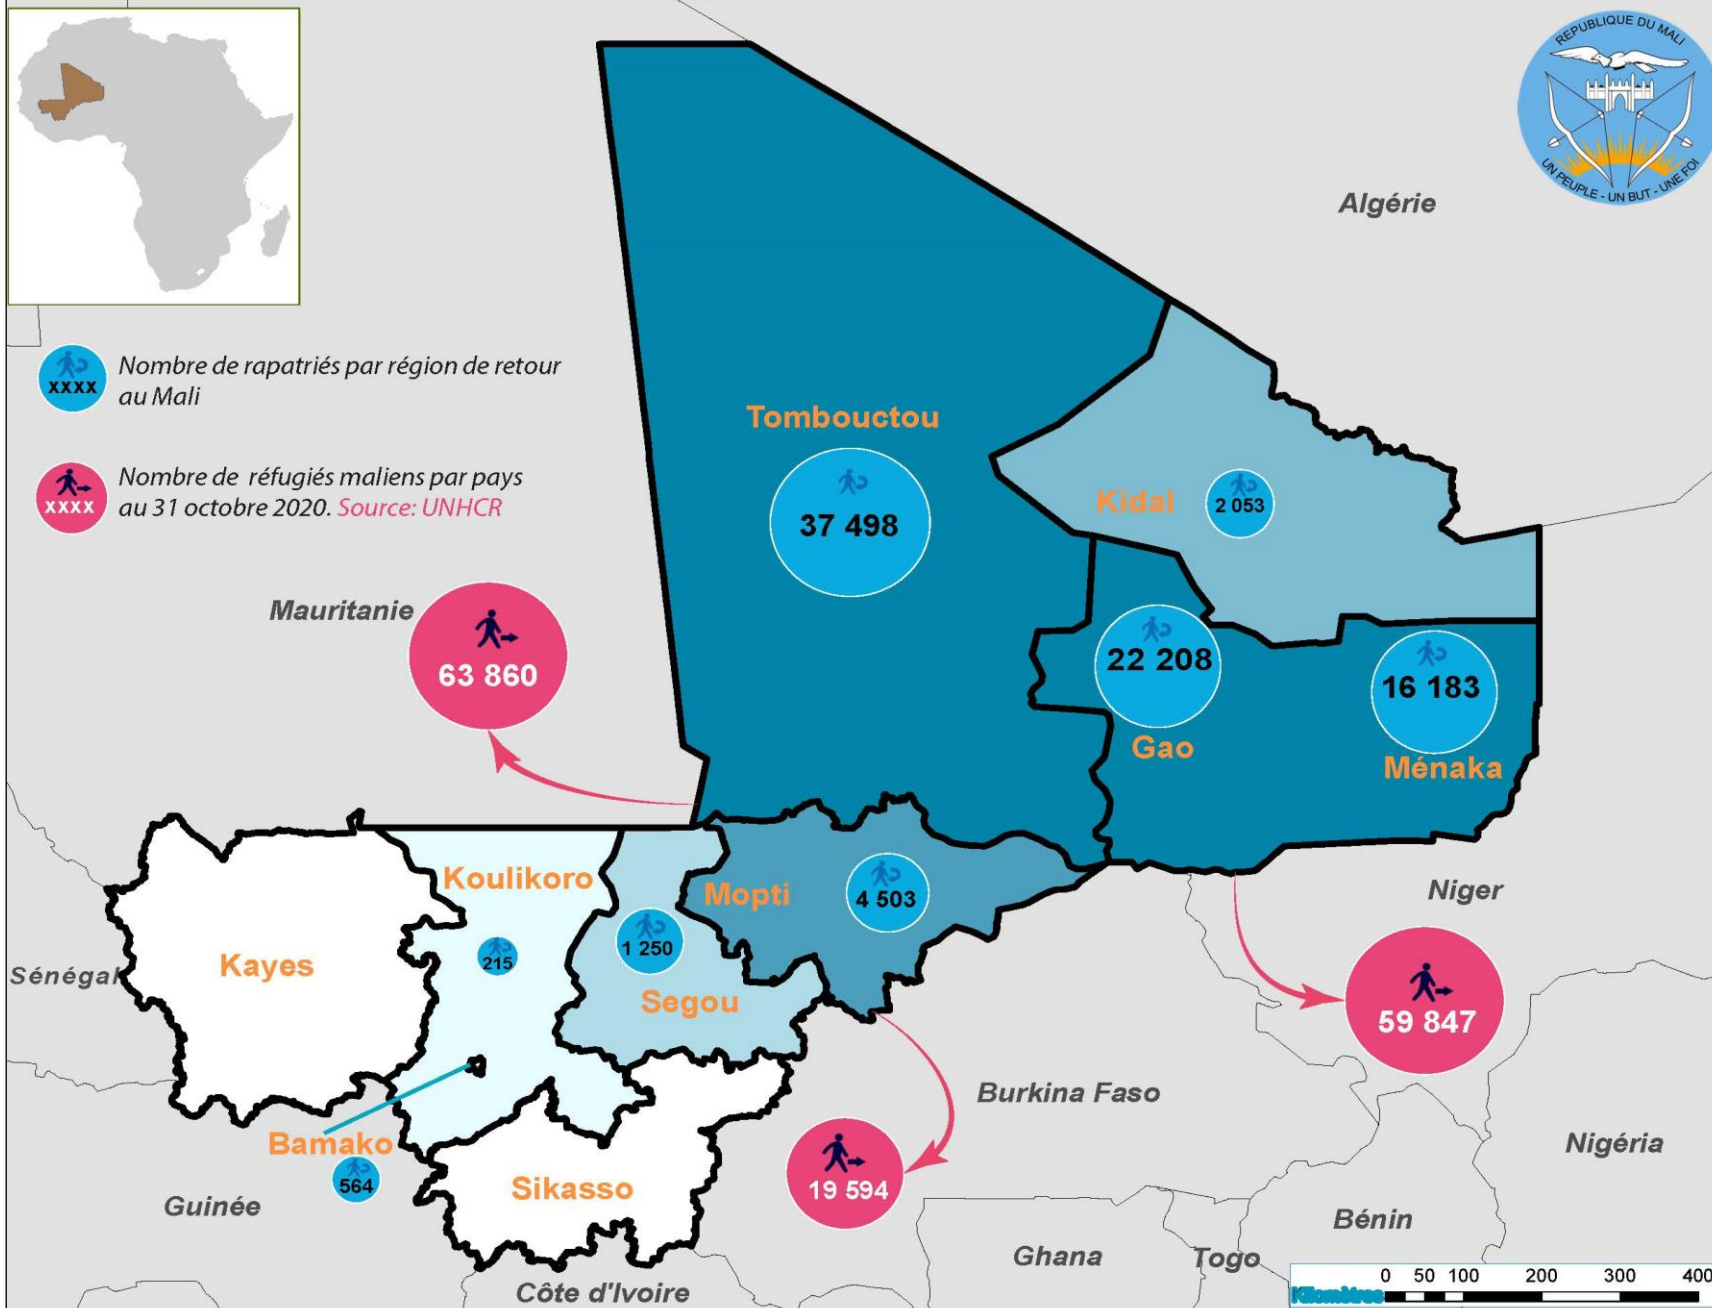 REPUBLIQUE DU MALI
UN PEUPLE - UN BUT - UNE FOI
Algérie
xxxx
Nombre de rapatriés par région de retour
au Mali
xxxx
Nombre de réfugiés maliens par pays
au 31 octobre 2020. Source: UNHCR
Tombouctou
37 498
Kidal
2 053
Mauritanie
63 860
22 208
Gao
16 183
Ménaka
Koulikoro
215
Mopti
4 503
Niger
59 847
Kayes
1 250
Segou
Sénégal
Bamako
564
Sikasso
Burkina Faso
19 594
Guinée
Nigéria
Bénin
Ghana
Togo
Côte d'Ivoire
Kilomètres
0 50 100 200 300 400